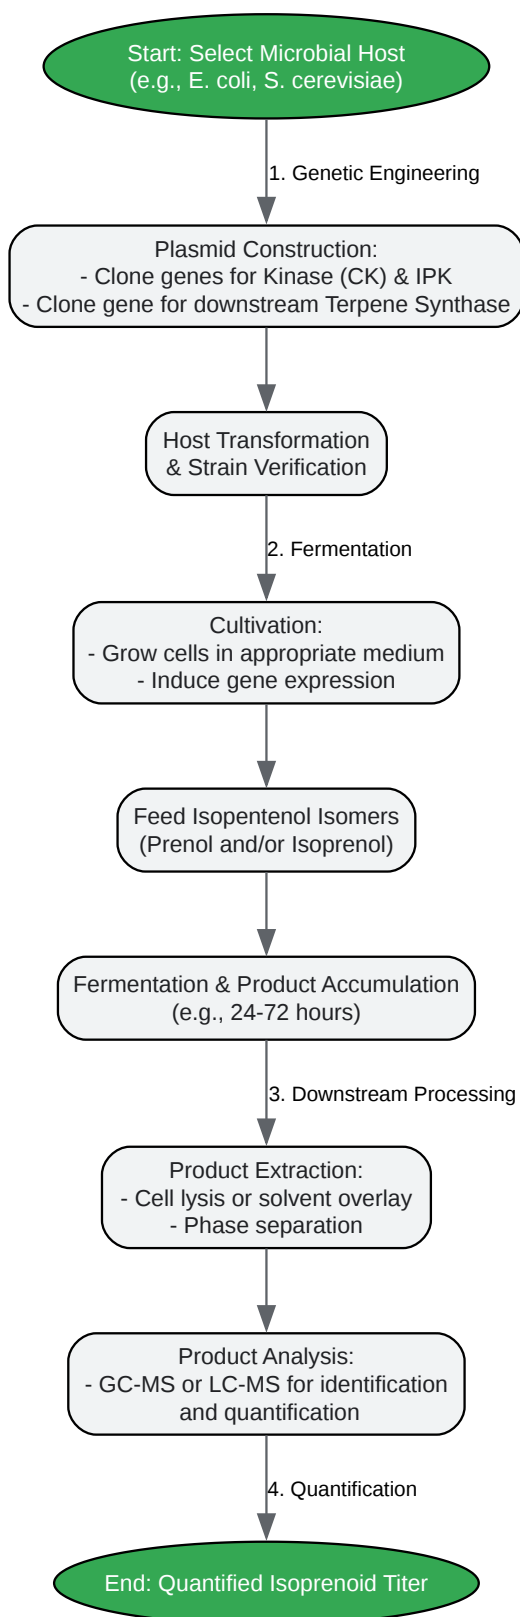 Start: Select Microbial Host
(e.g., E. coli, S. cerevisiae)
1. Genetic Engineering
Plasmid Construction:
- Clone genes for Kinase (CK) & IPK
- Clone gene for downstream Terpene Synthase
Host Transformation
& Strain Verification
2. Fermentation
Cultivation:
- Grow cells in appropriate medium
- Induce gene expression
Feed Isopentenol Isomers
(Prenol and/or Isoprenol)
Fermentation & Product Accumulation
(e.g., 24-72 hours)
3. Downstream Processing
Product Extraction:
- Cell lysis or solvent overlay
- Phase separation
Product Analysis:
- GC-MS or LC-MS for identification
and quantification
4. Quantification
End: Quantified Isoprenoid Titer